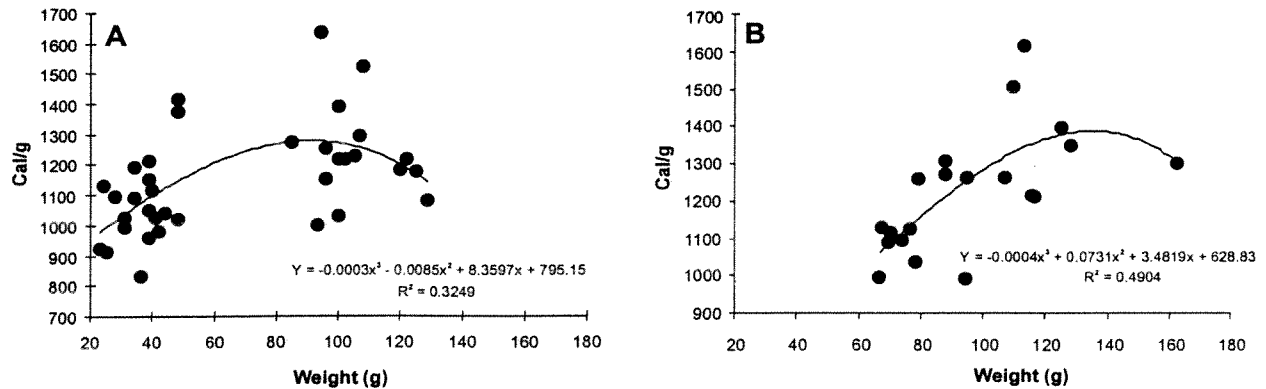 A
Cal/g
1700
1600
1500
1400
1300
1200
1100
1000
900
800
700
Y = -0.0003x³ - 0.0085x² + 8.3597x + 795.15
R² = 0.3249
20 40 60 80 100 120 140 160 180
Weight (g)
B
Cal/g
1700
1600
1500
1400
1300
1200
1100
1000
900
Y = -0.0004x³ + 0.0731x² + 3.4819x + 628.83
R² = 0.4904
20 40 60 80 100 120 140 160 180
Weight (g)